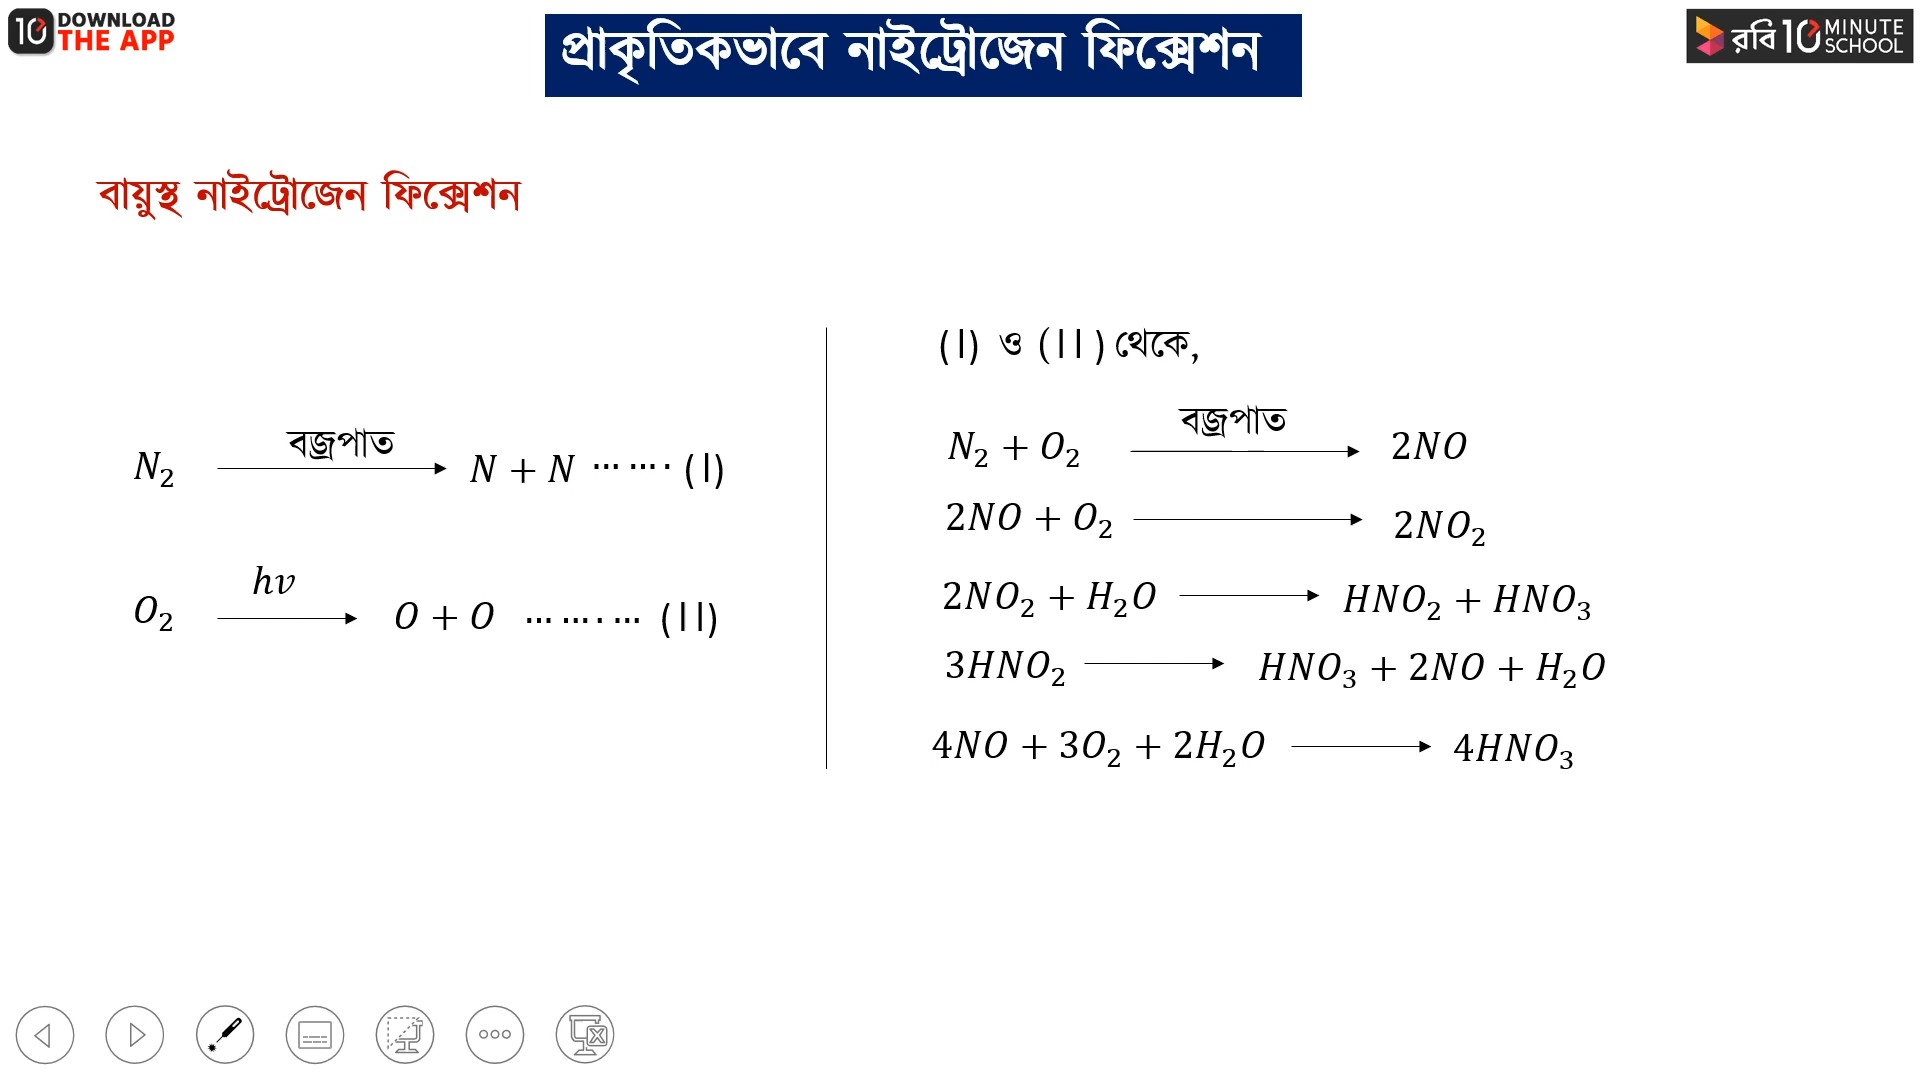 10 DOWNLOAD THE APP
প্রাকৃতিকভাবে নাইট্রোজেন ফিক্সেশন
রবি 10 MINUTE SCHOOL
বায়ুস্থ নাইট্রোজেন ফিক্সেশন
N₂ বজ্রপাত → N + N ⋯ ⋯ · (I)
O₂ hv → O + O … … . … (II)
(I) ও (II) থেকে,
N₂ + O₂ বজ্রপাত → 2NO
2NO + O₂ → 2NO₂
2NO₂ + H₂O → HNO₂ + HNO₃
3HNO₂ → HNO₃ + 2NO + H₂O
4NO + 3O₂ + 2H₂O → 4HNO₃